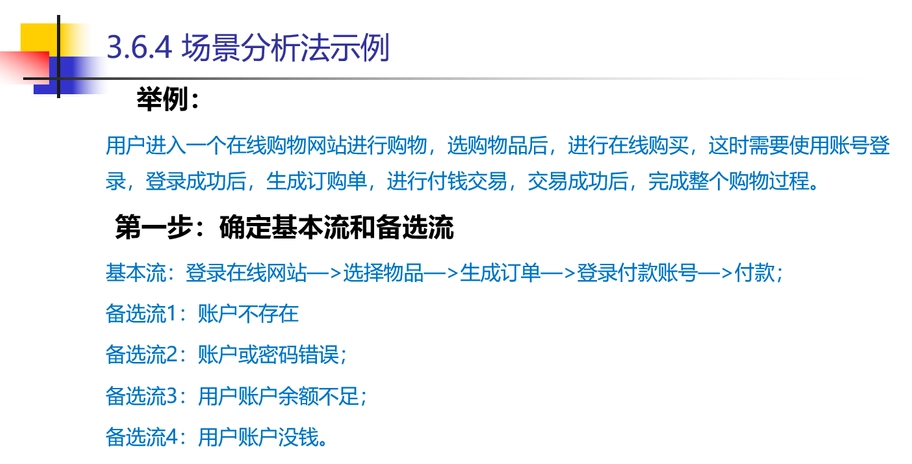 3.6.4 场景分析法示例
举例：
用户进入一个在线购物网站进行购物，选购物品后，进行在线购买，这时需要使用账号登
录，登录成功后，生成订购单，进行付钱交易，交易成功后，完成整个购物过程。
第一步：确定基本流和备选流
基本流：登录在线网站—>选择物品—>生成订单—>登录付款账号—>付款；
备选流1：账户不存在
备选流2：账户或密码错误；
备选流3：用户账户余额不足；
备选流4：用户账户没钱。